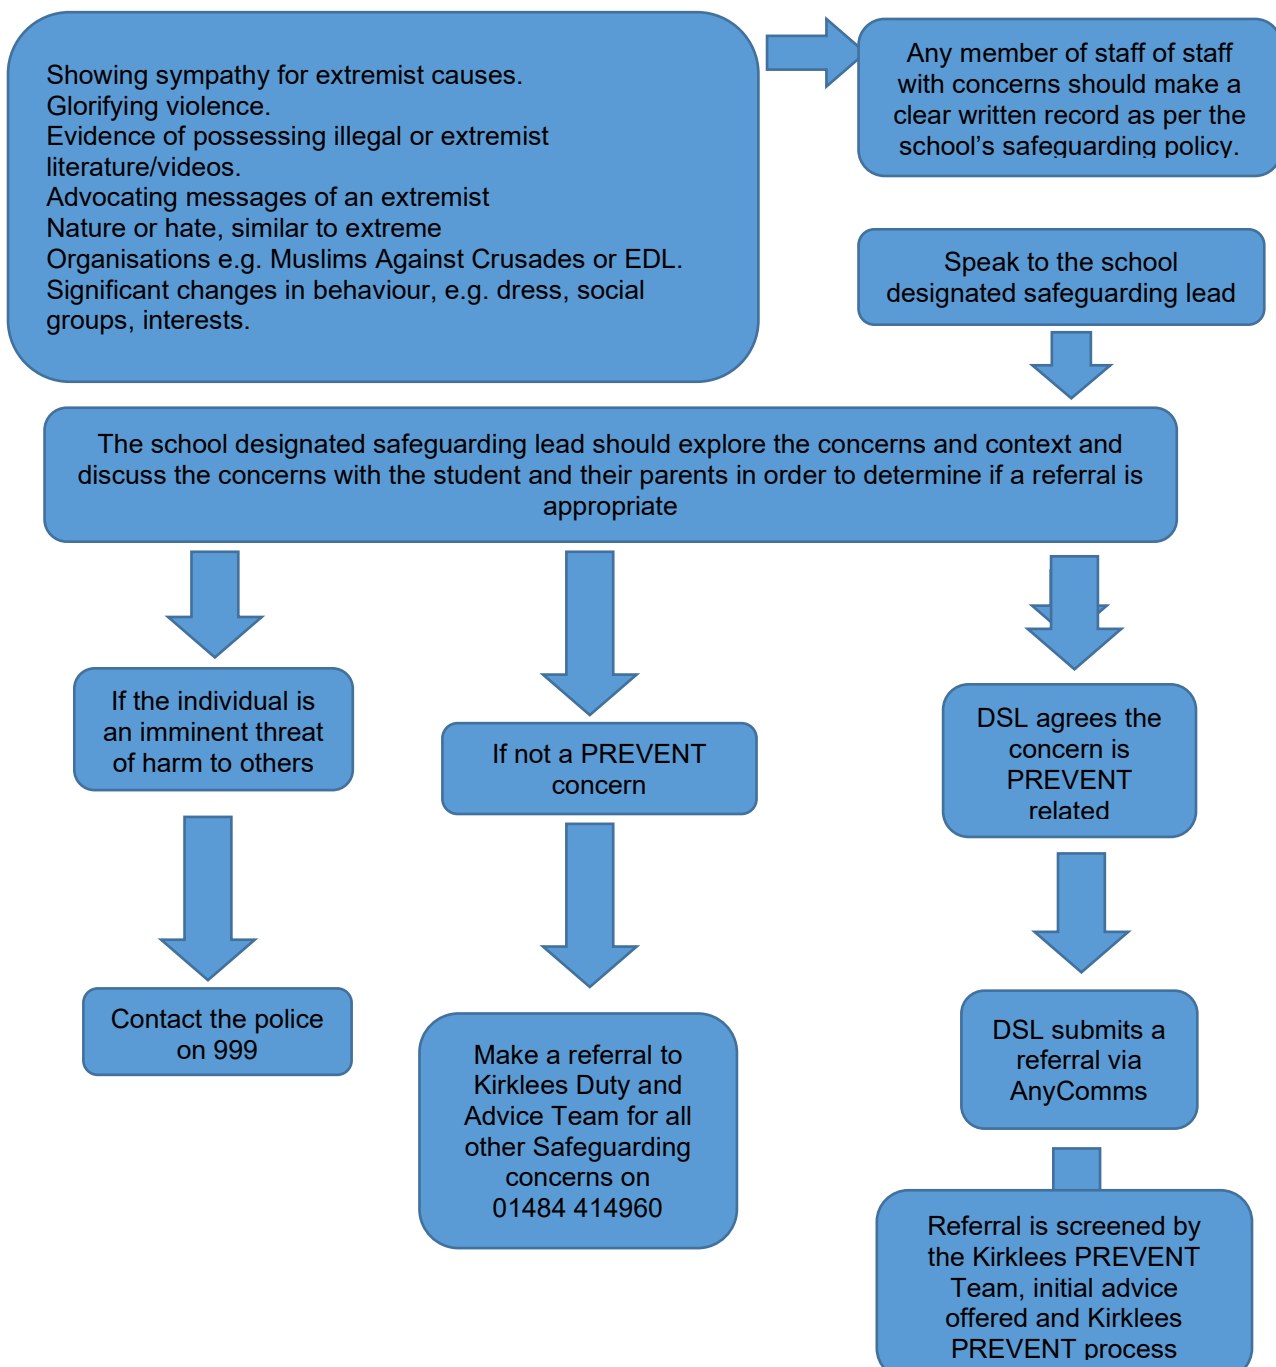 Showing sympathy for extremist causes.
Glorifying violence.
Evidence of possessing illegal or extremist
literature/videos.
Advocating messages of an extremist
Nature or hate, similar to extreme
Organisations e.g. Muslims Against Crusades or EDL.
Significant changes in behaviour, e.g. dress, social
groups, interests.
Any member of staff of staff
with concerns should make a
clear written record as per the
school’s safeguarding policy.
Speak to the school
designated safeguarding lead
The school designated safeguarding lead should explore the concerns and context and
discuss the concerns with the student and their parents in order to determine if a referral is
appropriate
If the individual is
an imminent threat
of harm to others
Contact the police
on 999
If not a PREVENT
concern
Make a referral to
Kirklees Duty and
Advice Team for all
other Safeguarding
concerns on
01484 414960
DSL agrees the
concern is
PREVENT
related
DSL submits a
referral via
AnyComms
Referral is screened by
the Kirklees PREVENT
Team, initial advice
offered and Kirklees
PREVENT process